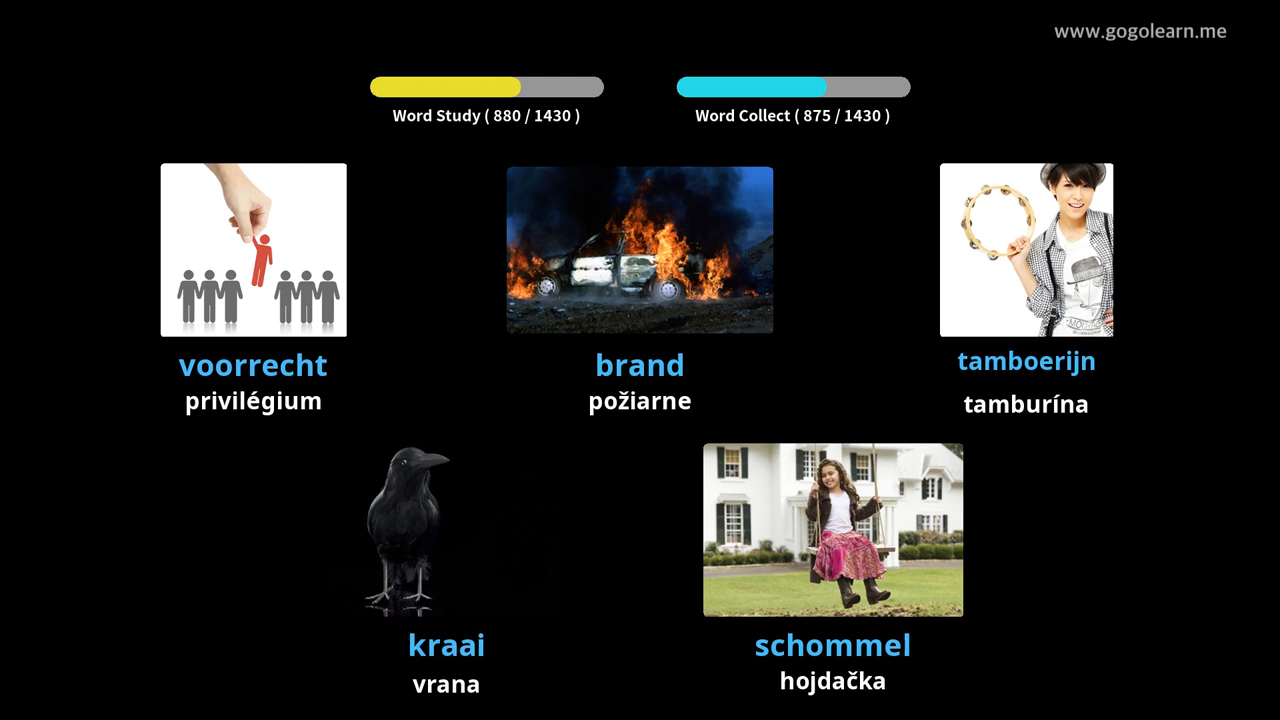 www.gogolearn.me
Word Study ( 880 / 1430 )
Word Collect ( 875 / 1430 )
voorrecht
privilégium
brand
požiarne
tamboerijn
tamburína
kraai
vrana
schommel
hojdačka